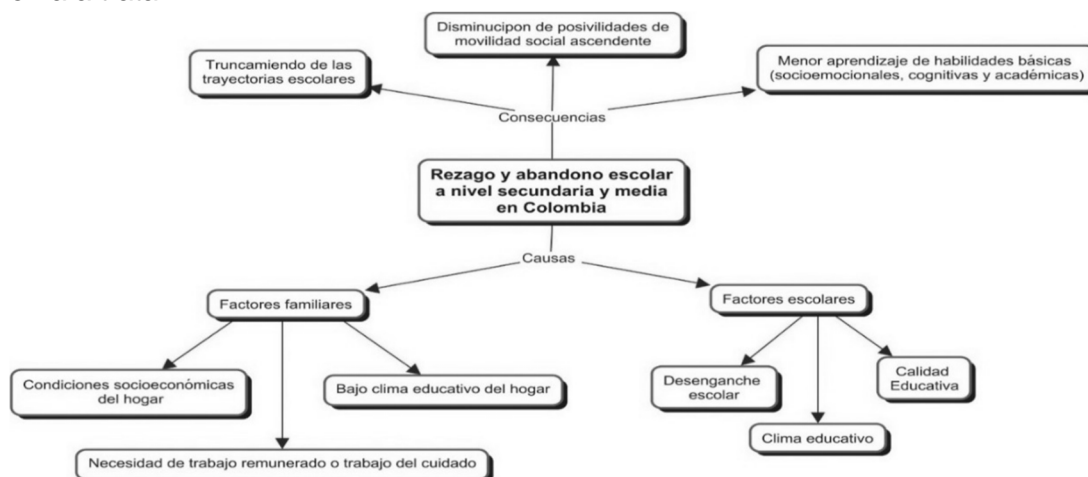 Disminucipon de posivilidades de
movilidad social ascendente
Truncamiendo de las
trayectorias escolares
Menor aprendizaje de habilidades básicas
(socioemocionales, cognitivas y académicas)
Consecuencias
Rezago y abandono escolar
a nivel secundaria y media
en Colombia
Causas
Factores familiares
Factores escolares
Condiciones socioeconómicas
del hogar
Bajo clima educativo del hogar
Necesidad de trabajo remunerado o trabajo del cuidado
Desenganche
escolar
Calidad
Educativa
Clima educativo